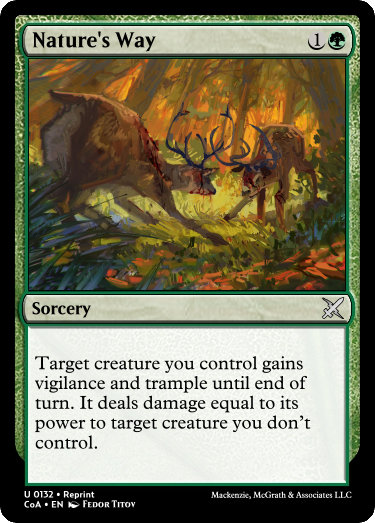 Nature's Way 1
Sorcery
Target creature you control gains
vigilance and trample until end of
turn. It deals damage equal to its
power to target creature you don't
control.
U 0132 • Reprint
CoA • EN Fedor Titov
Mackenzie, McGrath & Associates LLC